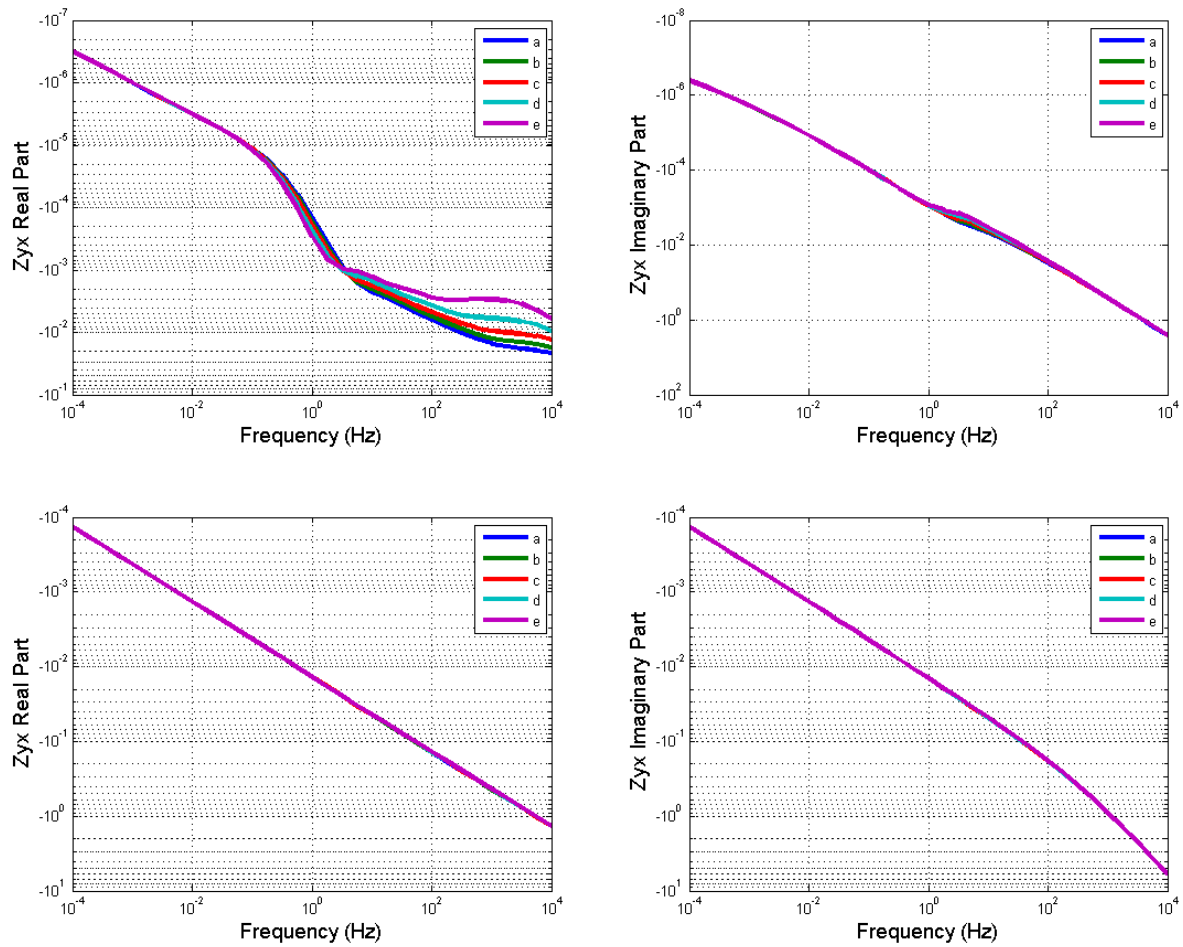 -10^-7
-10^-6
-10^-5
-10^-4
-10^-3
-10^-2
-10^-1
Zyx Real Part
a
b
c
d
e
10^-4
10^-2
10^0
10^2
10^4
Frequency (Hz)
-10^-8
-10^-6
-10^-4
-10^-2
-10^0
-10^2
Zyx Imaginary Part
a
b
c
d
e
10^-4
10^-2
10^0
10^2
10^4
Frequency (Hz)
-10^-4
-10^-3
-10^-2
-10^-1
-10^0
-10^1
Zyx Real Part
a
b
c
d
e
10^-4
10^-2
10^0
10^2
10^4
Frequency (Hz)
-10^-4
-10^-3
-10^-2
-10^-1
-10^0
-10^1
Zyx Imaginary Part
a
b
c
d
e
10^-4
10^-2
10^0
10^2
10^4
Frequency (Hz)